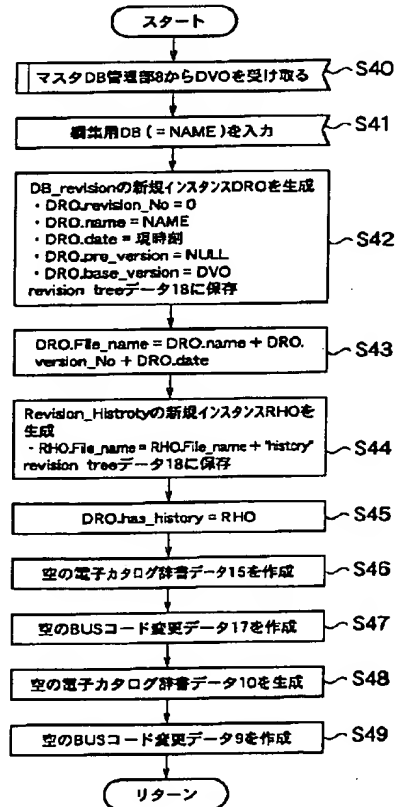 スタート
マスタDB管理部8からDVOを受け取る
S40
編集用DB (=NAME)を入力
S41
DB_revisionの新規インスタンスDROを生成
・DRO.revision_No = 0
・DRO.name = NAME
・DRO.date = 現時刻
・DRO.pre_version = NULL
・DRO.base_version = DVO
revision treeデータ18に保存
S42
DRO.File_name = DRO.name + DRO.
version_No + DRO.date
S43
Revision_Histrotyの新規インスタンスRHOを
生成
・RHO.File_name = RHO.File_name + "history"
revision treeデータ18に保存
S44
DRO.has_history = RHO
S45
空の電子カタログ辞書データ15を作成
S46
空のBUSコード変更データ17を作成
S47
空の電子カタログ辞書データ10を生成
S48
空のBUSコード変更データ9を作成
S49
リターン